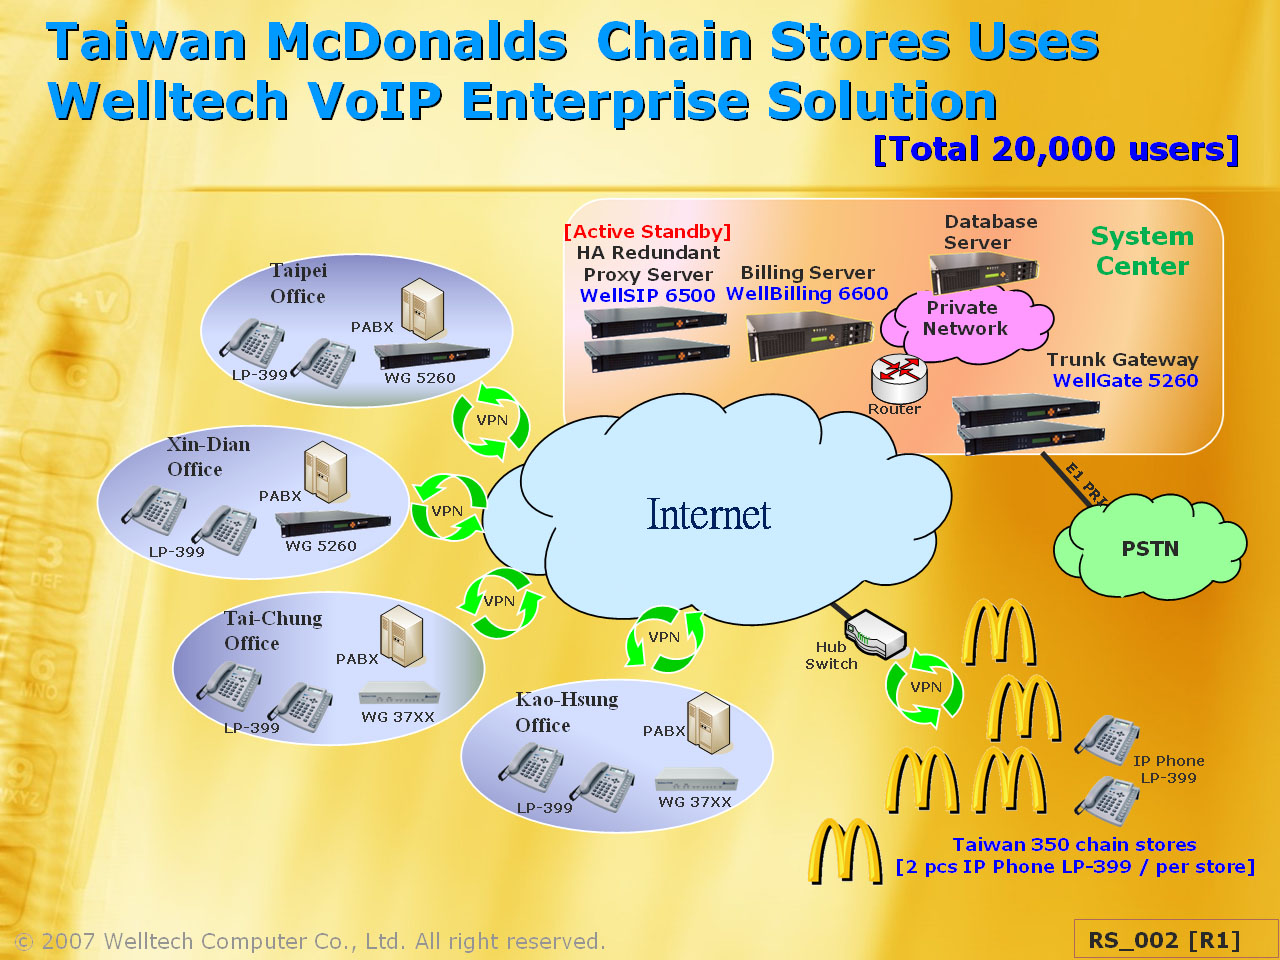 Taiwan McDonalds Chain Stores Uses
Welltech VoIP Enterprise Solution
[Total 20,000 users]
[Active Standby]
HA Redundant
Proxy Server
WellSIP 6500
Billing Server
WellBilling 6600
Database
Server
System
Center
Private
Network
Router
Trunk Gateway
WellGate 5260
E1 PRI
PSTN
Taipei
Office
PABX
LP-399
WG 5260
VPN
Xin-Dian
Office
PABX
LP-399
WG 5260
VPN
Internet
Tai-Chung
Office
PABX
LP-399
WG 37XX
VPN
Kao-Hsung
Office
PABX
LP-399
WG 37XX
VPN
Hub
Switch
VPN
IP Phone
LP-399
Taiwan 350 chain stores
[2 pcs IP Phone LP-399 / per store]
© 2007 Welltech Computer Co., Ltd. All right reserved.
RS_002 [R1]